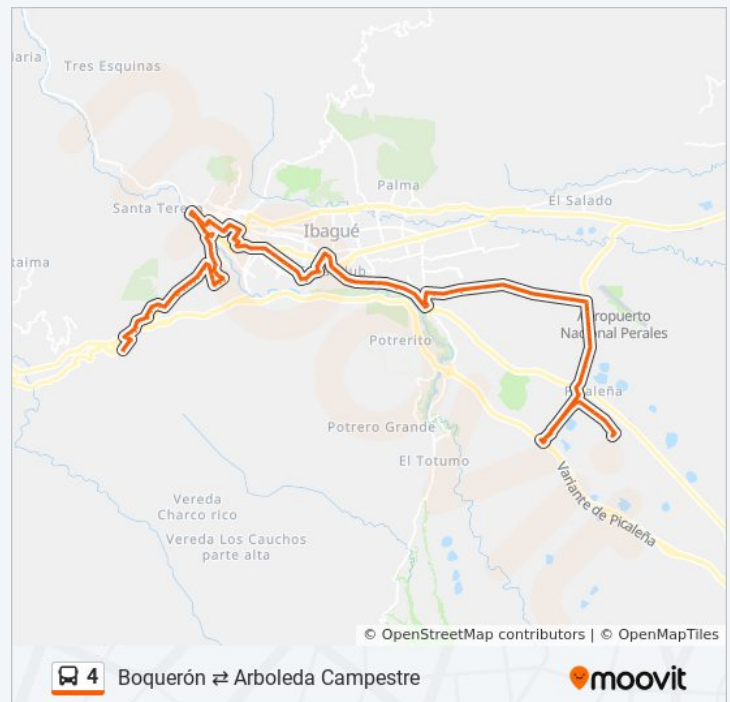 laria
Tres Esquinas
Palma
El Salado
Santa Teresa
Ibagué
taima
Aeropuerto
Nacional Perales
Potrerito
Picaleña
Potrero Grande
El Totumo
Variante de Picaleña
Vereda
Charco rico
Vereda Los Cauchos
parte alta
© OpenStreetMap contributors | © OpenMapTiles
4 Boquerón ⇄ Arboleda Campestre
moovit